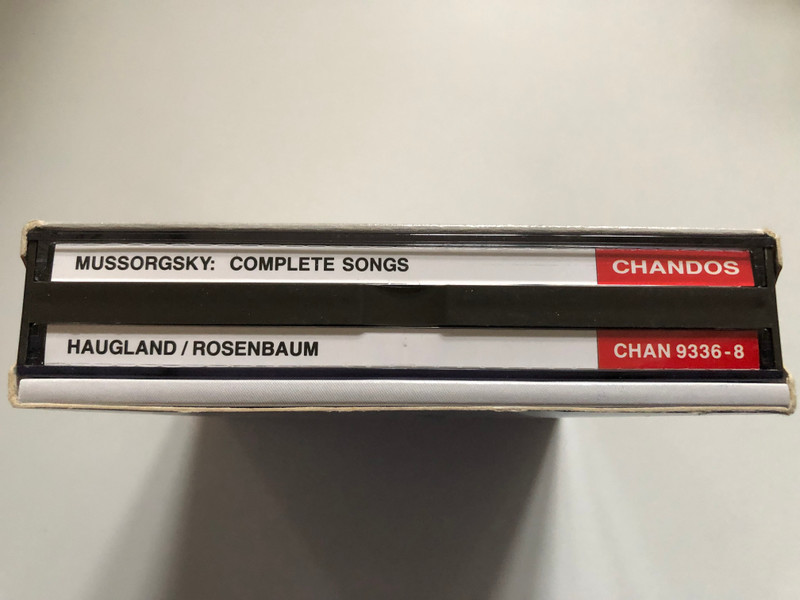 MUSSORGSKY: COMPLETE SONGS CHANDOS
HAUGLAND / ROSENBAUM CHAN 9336-8